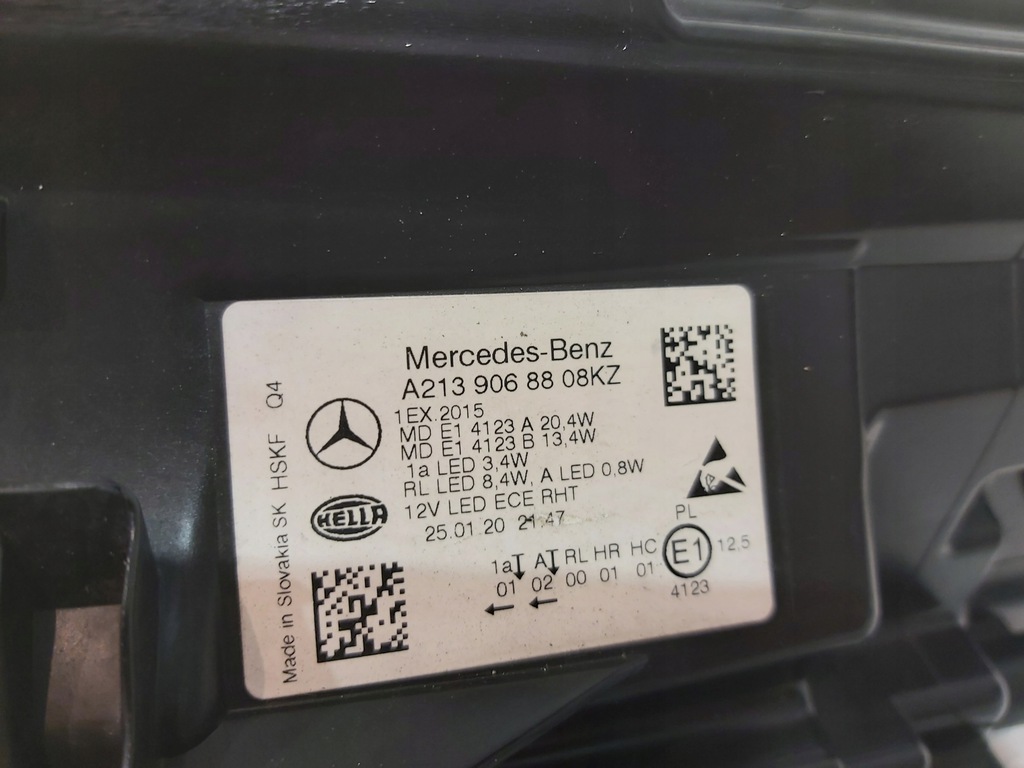 Mercedes-Benz
A213 906 88 08KZ
1EX.2015
MD E1 4123 A 20,4W
MD E1 4123 B 13,4W
1a LED 3,4W
RL LED 8,4W, A LED 0,8W
12V LED ECE RHT
25.01.20 21:47
HELLA
PL
1a A RL HR HC E1 12.5
01 02 00 01 01
4123
Made in Slovakia SK HSKF Q4